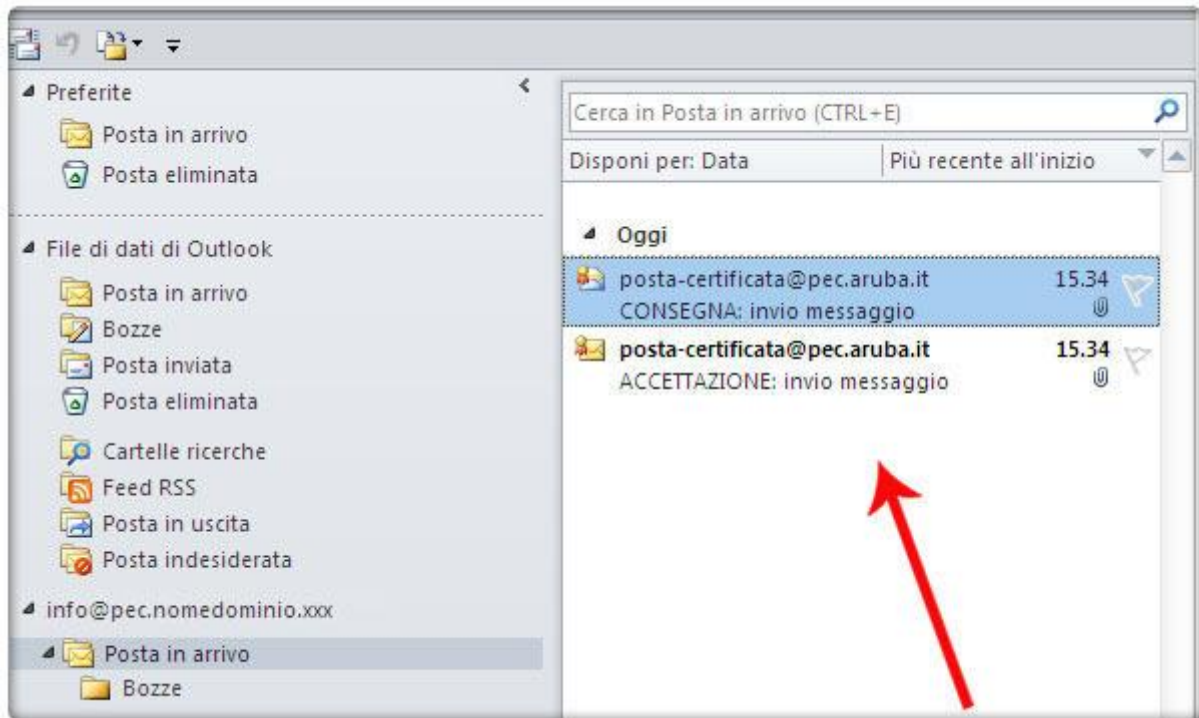 Preferite
Posta in arrivo
Posta eliminata
File di dati di Outlook
Posta in arrivo
Bozze
Posta inviata
Posta eliminata
Cartelle ricerche
Feed RSS
Posta in uscita
Posta indesiderata
info@pec.nomedominio.xxx
Posta in arrivo
Bozze
Cerca in Posta in arrivo (CTRL+E)
Disponi per: Data Più recente all'inizio
Oggi
posta-certificata@pec.aruba.it 15.34
CONSEGNA: invio messaggio
posta-certificata@pec.aruba.it 15.34
ACCETTAZIONE: invio messaggio